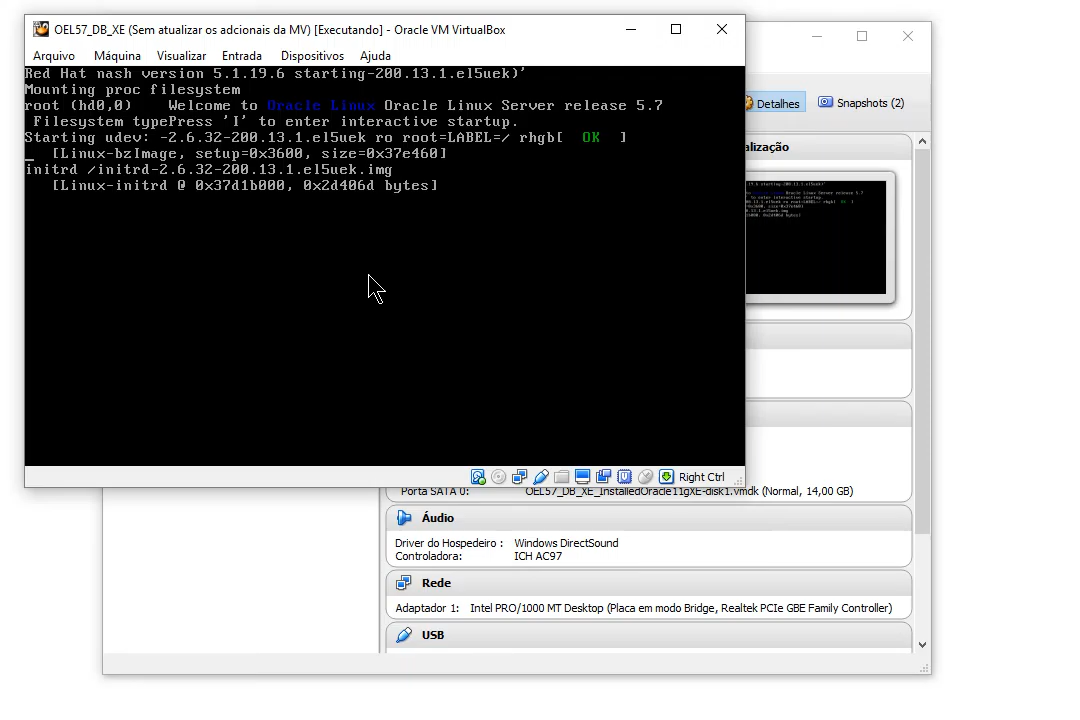 OEL57_DB_XE (Sem atualizar os adcionais da MV) [Executando] - Oracle VM VirtualBox
Arquivo Máquina Visualizar Entrada Dispositivos Ajuda
Red Hat nash version 5.1.19.6 starting-200.13.1.el5uek)'
Mounting proc filesystem
root (hd0,0) Welcome to Oracle Linux Oracle Linux Server release 5.7
Filesystem typePress 'I' to enter interactive startup.
Starting udev: -2.6.32-200.13.1.el5uek ro root=LABEL=/ rhgb[ OK ]
_ [Linux-bzImage, setup=0x3600, size=0x37e460]
initrd /initrd-2.6.32-200.13.1.el5uek.img
[Linux-initrd @ 0x37d1b000, 0x2d406d bytes]
Right Ctrl
Detalhes Snapshots (2)
alização
Porta SATA 0: OEL57_DB_XE_InstalledOracle11gXE-disk1.vmdk (Normal, 14,00 GB)
Áudio
Driver do Hospedeiro : Windows DirectSound
Controladora: ICH AC97
Rede
Adaptador 1: Intel PRO/1000 MT Desktop (Placa em modo Bridge, Realtek PCIe GBE Family Controller)
USB